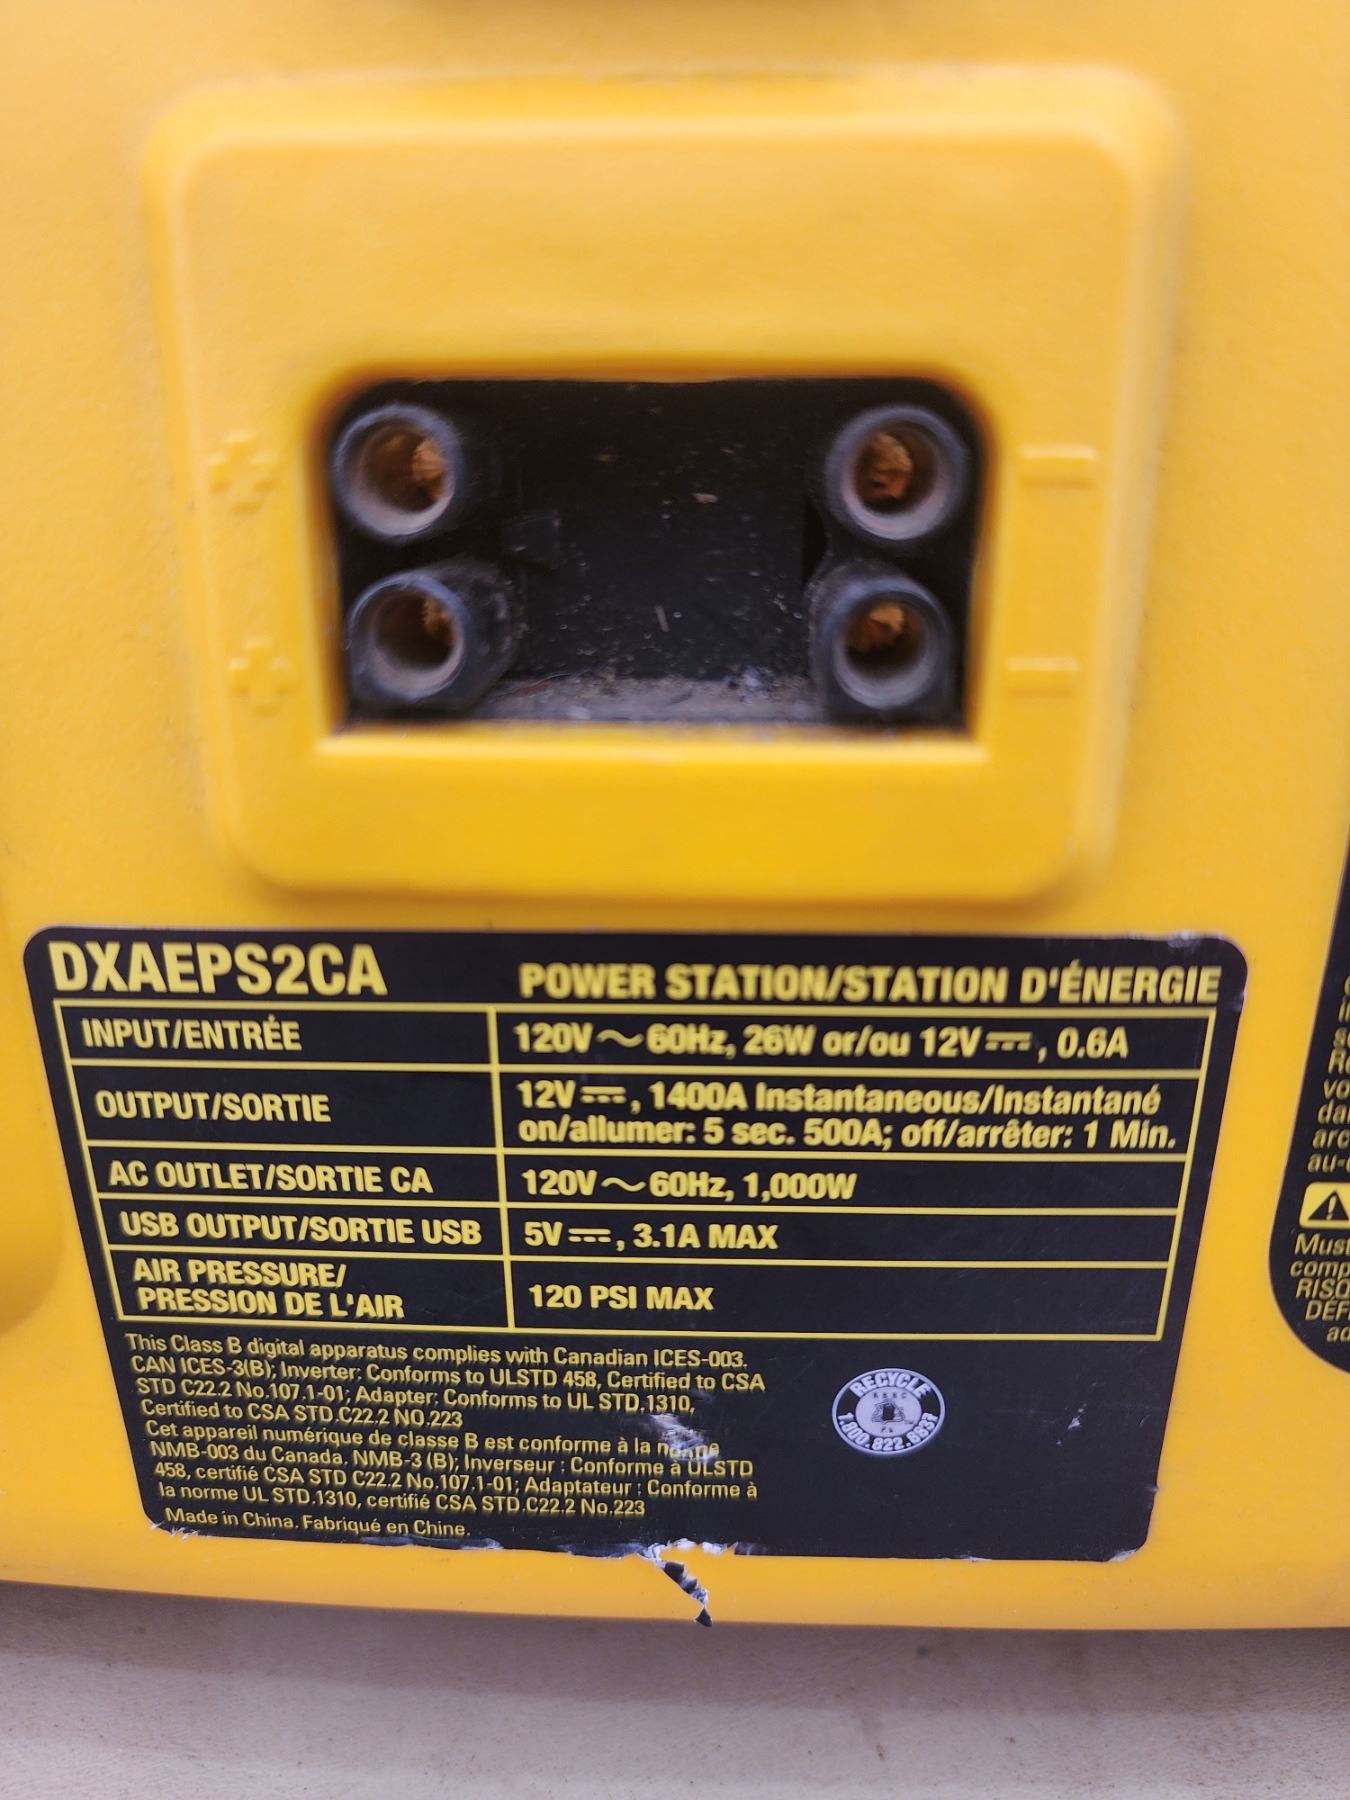 DXAEPS2CA
POWER STATION/STATION D'ÉNERGIE
INPUT/ENTRÉE
120V ~ 60Hz, 26W or/ou 12V ⎓, 0.6A
OUTPUT/SORTIE
12V ⎓, 1400A Instantaneous/Instantané
on/allumer: 5 sec. 500A; off/arrêter: 1 Min.
AC OUTLET/SORTIE CA
120V ~ 60Hz, 1,000W
USB OUTPUT/SORTIE USB
5V ⎓, 3.1A MAX
AIR PRESSURE/
PRESSION DE L'AIR
120 PSI MAX
This Class B digital apparatus complies with Canadian ICES-003.
CAN ICES-3(B); Inverter: Conforms to ULSTD 458, Certified to CSA
STD C22.2 No.107.1-01; Adapter: Conforms to UL STD.1310,
Certified to CSA STD.C22.2 NO.223
Cet appareil numérique de classe B est conforme à la norme
NMB-003 du Canada. NMB-3 (B); Inverseur : Conforme à ULSTD
458, certifié CSA STD C22.2 No.107.1-01; Adaptateur : Conforme à
la norme UL STD.1310, certifié CSA STD.C22.2 No.223
Made in China. Fabriqué en Chine.
RECYCLE
Must
RISQ